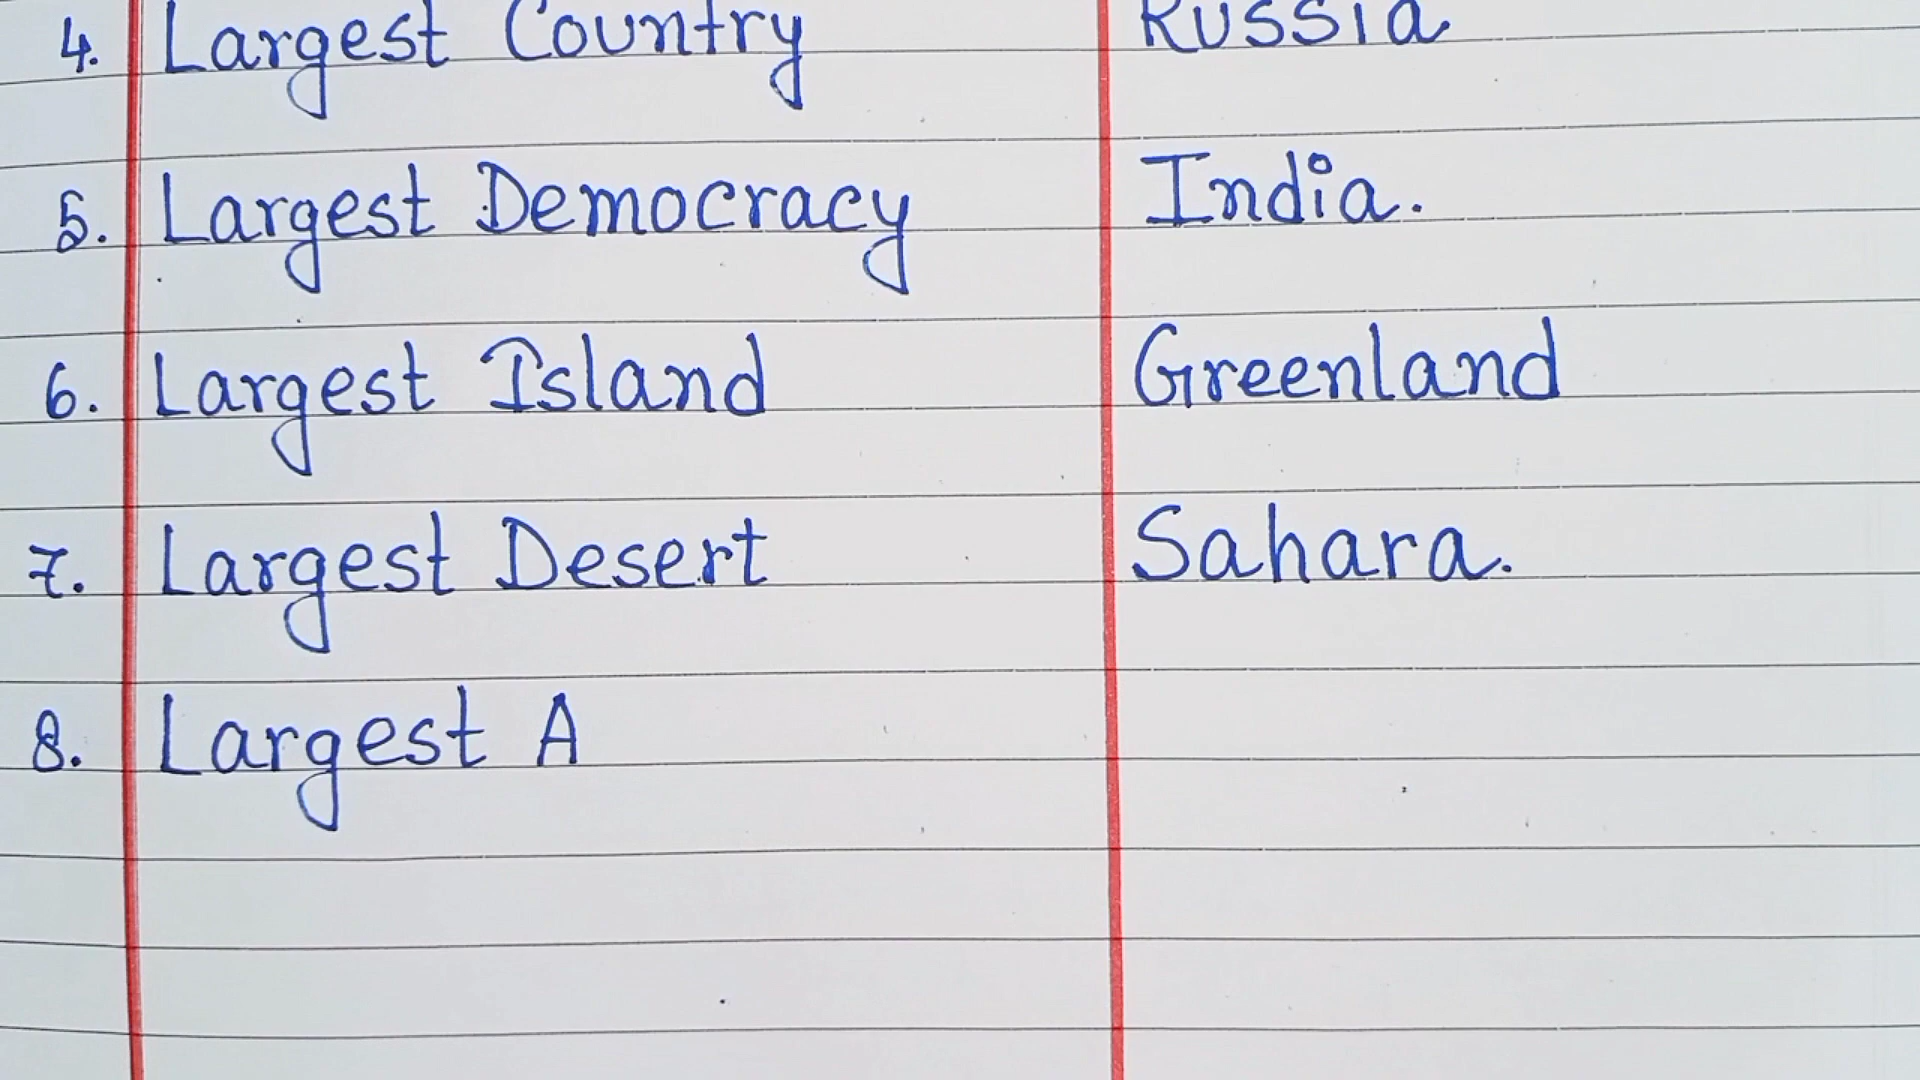 4. Largest Country Russia
5. Largest Democracy India.
6. Largest Island Greenland
7. Largest Desert Sahara.
8. Largest A